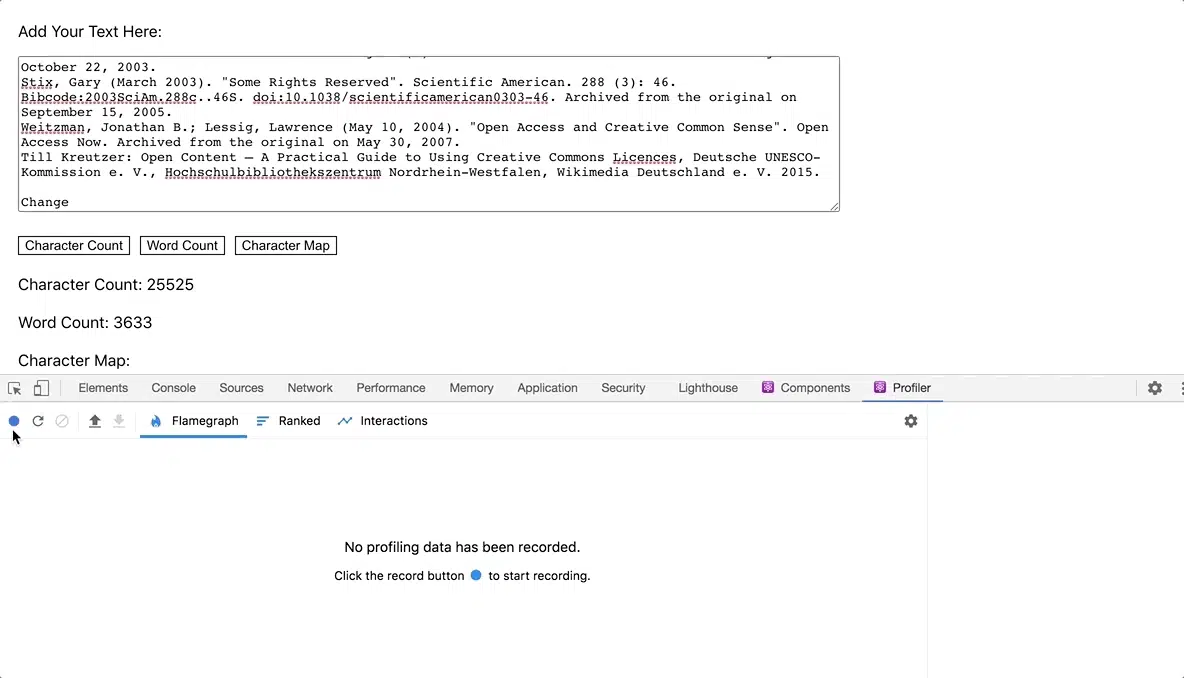 Add Your Text Here:
October 22, 2003.
Stix, Gary (March 2003). "Some Rights Reserved". Scientific American. 288 (3): 46.
Bibcode:2003SciAm.288c..46S. doi:10.1038/scientificamerican0303-46. Archived from the original on
September 15, 2005.
Weitzman, Jonathan B.; Lessig, Lawrence (May 10, 2004). "Open Access and Creative Common Sense". Open
Access Now. Archived from the original on May 30, 2007.
Till Kreutzer: Open Content – A Practical Guide to Using Creative Commons Licences, Deutsche UNESCO-
Kommission e. V., Hochschulbibliothekszentrum Nordrhein-Westfalen, Wikimedia Deutschland e. V. 2015.
Change
Character Count Word Count Character Map
Character Count: 25525
Word Count: 3633
Character Map:
Elements Console Sources Network Performance Memory Application Security Lighthouse Components Profiler
Flamegraph Ranked Interactions
No profiling data has been recorded.
Click the record button to start recording.